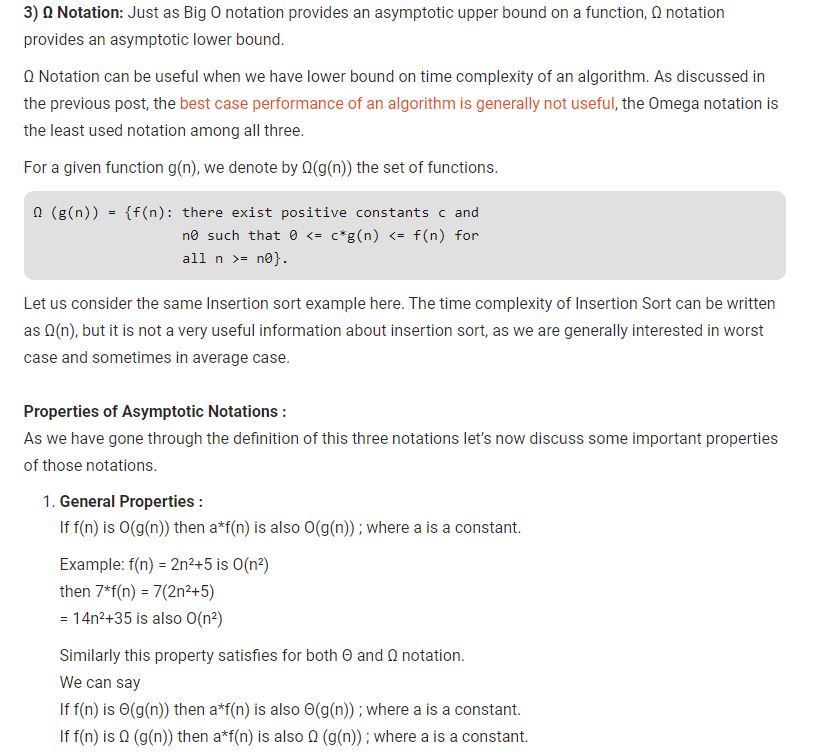 3) Ω Notation: Just as Big O notation provides an asymptotic upper bound on a function, Ω notation
provides an asymptotic lower bound.
Ω Notation can be useful when we have lower bound on time complexity of an algorithm. As discussed in
the previous post, the best case performance of an algorithm is generally not useful, the Omega notation is
the least used notation among all three.
For a given function g(n), we denote by Ω(g(n)) the set of functions.
Ω (g(n)) = {f(n): there exist positive constants c and
n0 such that 0 <= c*g(n) <= f(n) for
all n >= n0}.
Let us consider the same Insertion sort example here. The time complexity of Insertion Sort can be written
as Ω(n), but it is not a very useful information about insertion sort, as we are generally interested in worst
case and sometimes in average case.
Properties of Asymptotic Notations :
As we have gone through the definition of this three notations let's now discuss some important properties
of those notations.
1. General Properties :
If f(n) is O(g(n)) then a*f(n) is also O(g(n)) ; where a is a constant.
Example: f(n) = 2n²+5 is O(n²)
then 7*f(n) = 7(2n²+5)
= 14n²+35 is also O(n²)
Similarly this property satisfies for both Θ and Ω notation.
We can say
If f(n) is Θ(g(n)) then a*f(n) is also Θ(g(n)) ; where a is a constant.
If f(n) is Ω (g(n)) then a*f(n) is also Ω (g(n)) ; where a is a constant.